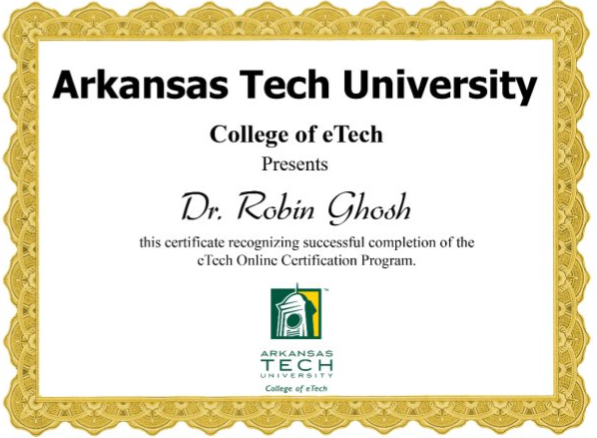 Arkansas Tech University
College of eTech
Presents
Dr. Robin Ghosh
this certificate recognizing successful completion of the
eTech Online Certification Program.
™
ARKANSAS
TECH
UNIVERSITY
College of eTech